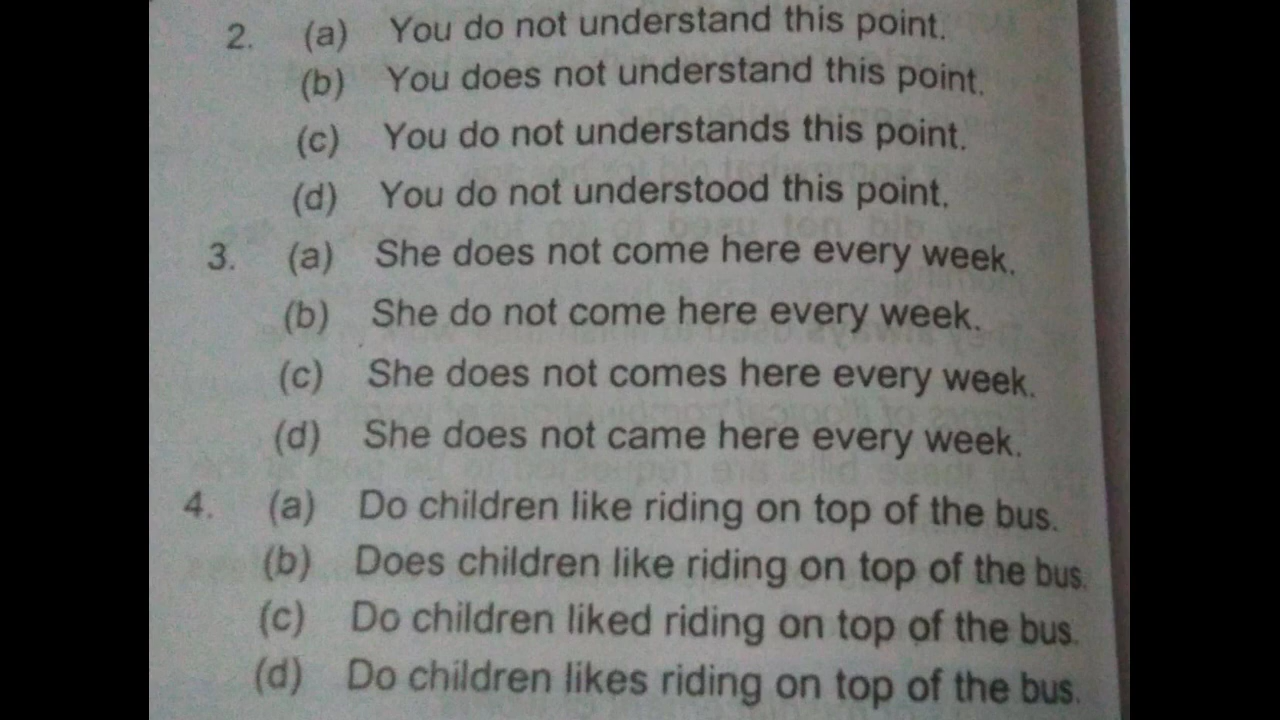 2. (a) You do not understand this point.
(b) You does not understand this point.
(c) You do not understands this point.
(d) You do not understood this point.
3. (a) She does not come here every week.
(b) She do not come here every week.
(c) She does not comes here every week.
(d) She does not came here every week.
4. (a) Do children like riding on top of the bus.
(b) Does children like riding on top of the bus.
(c) Do children liked riding on top of the bus.
(d) Do children likes riding on top of the bus.